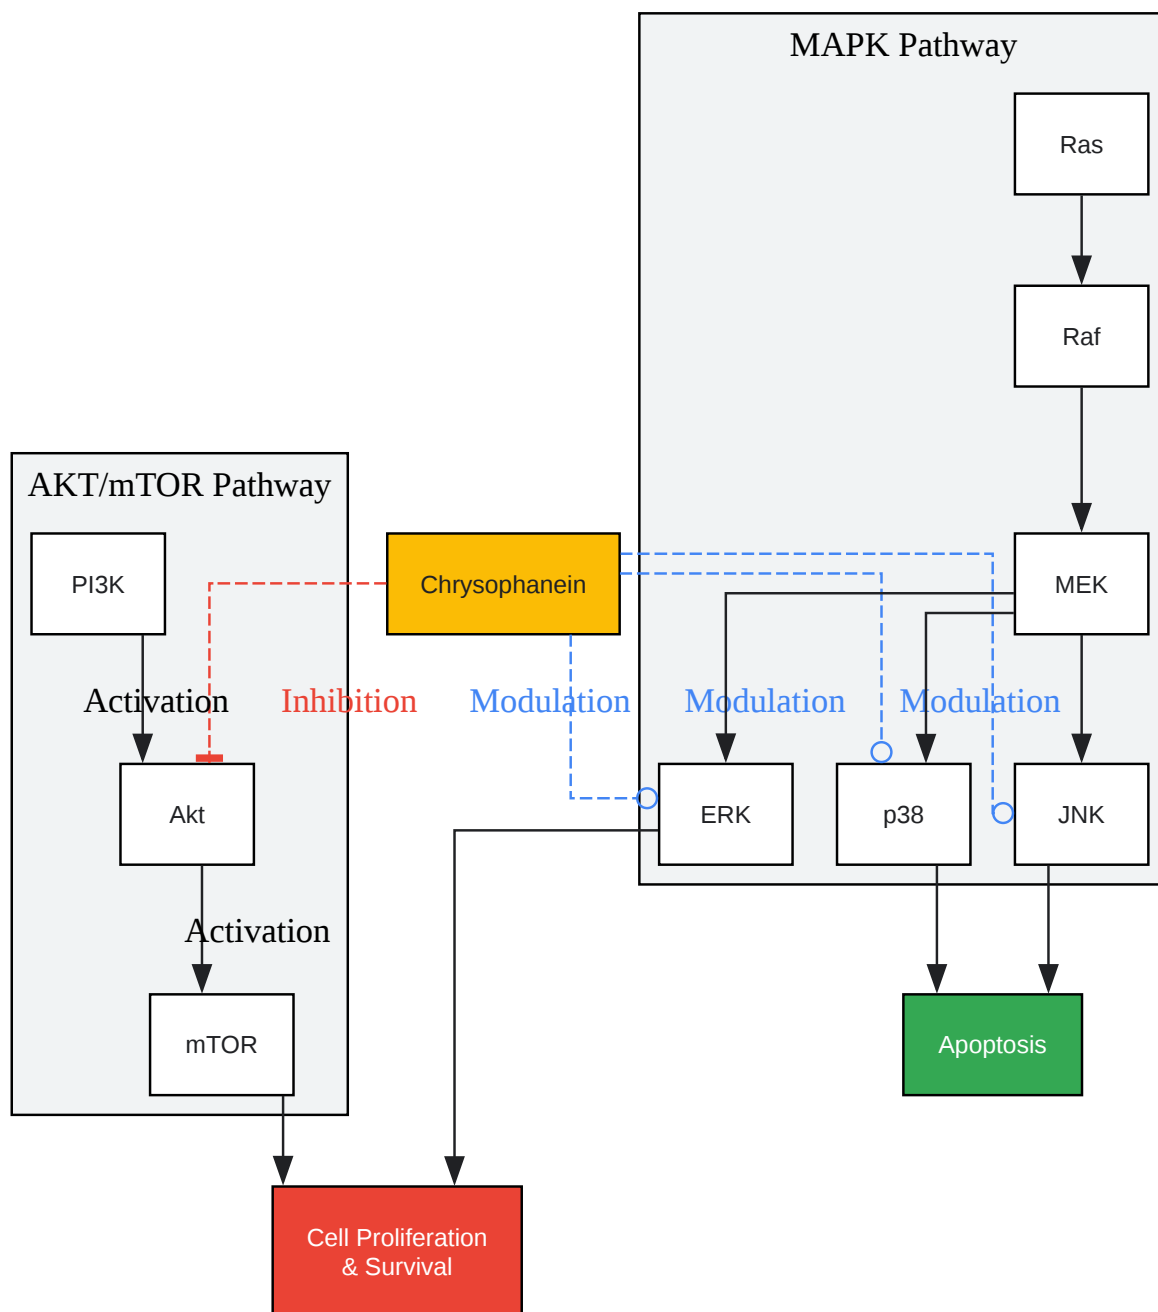 MAPK Pathway
Ras
Raf
AKT/mTOR Pathway
PI3K
Chrysophanein
MEK
Activation
Inhibition
Modulation
Modulation
Modulation
Akt
ERK
p38
JNK
Activation
mTOR
Apoptosis
Cell Proliferation
& Survival